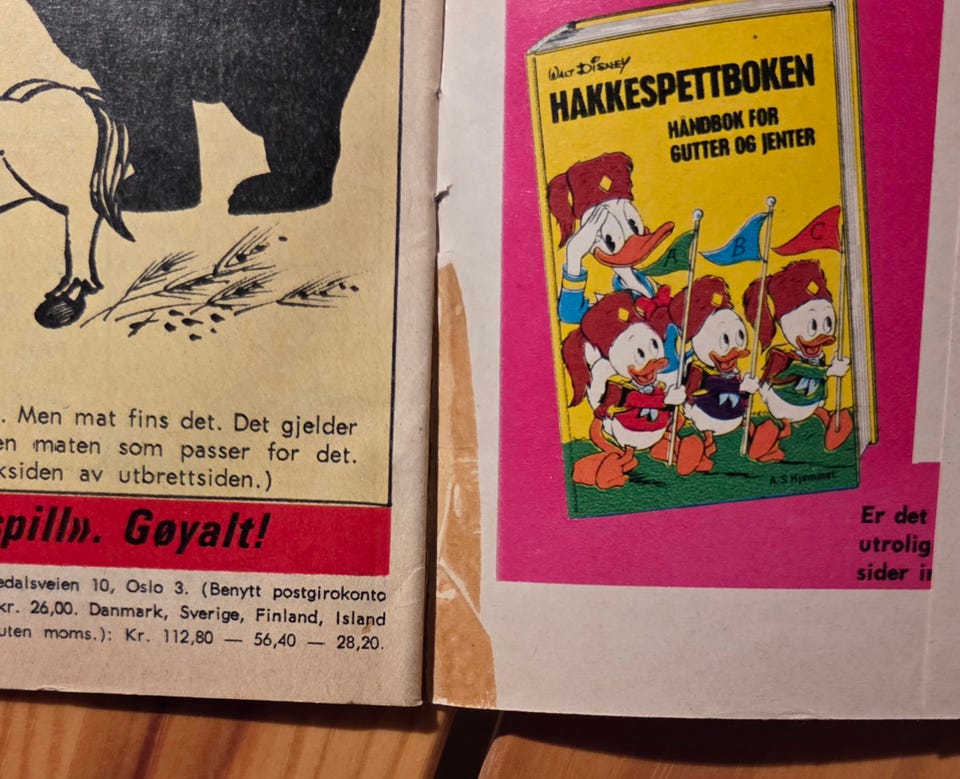 . Men mat fins det. Det gjelder
en maten som passer for det.
ksiden av utbrettsiden.)
spill». Gøyalt!
edalsveien 10, Oslo 3. (Benytt postgirokonto
kr. 26,00. Danmark, Sverige, Finland, Island
uten moms.): Kr. 112,80 — 56,40 — 28,20.
WALT DISNEY
HAKKESPETTBOKEN
HÅNDBOK FOR
GUTTER OG JENTER
A B C
A.S Hjemmet
Er det
utrolig
sider i